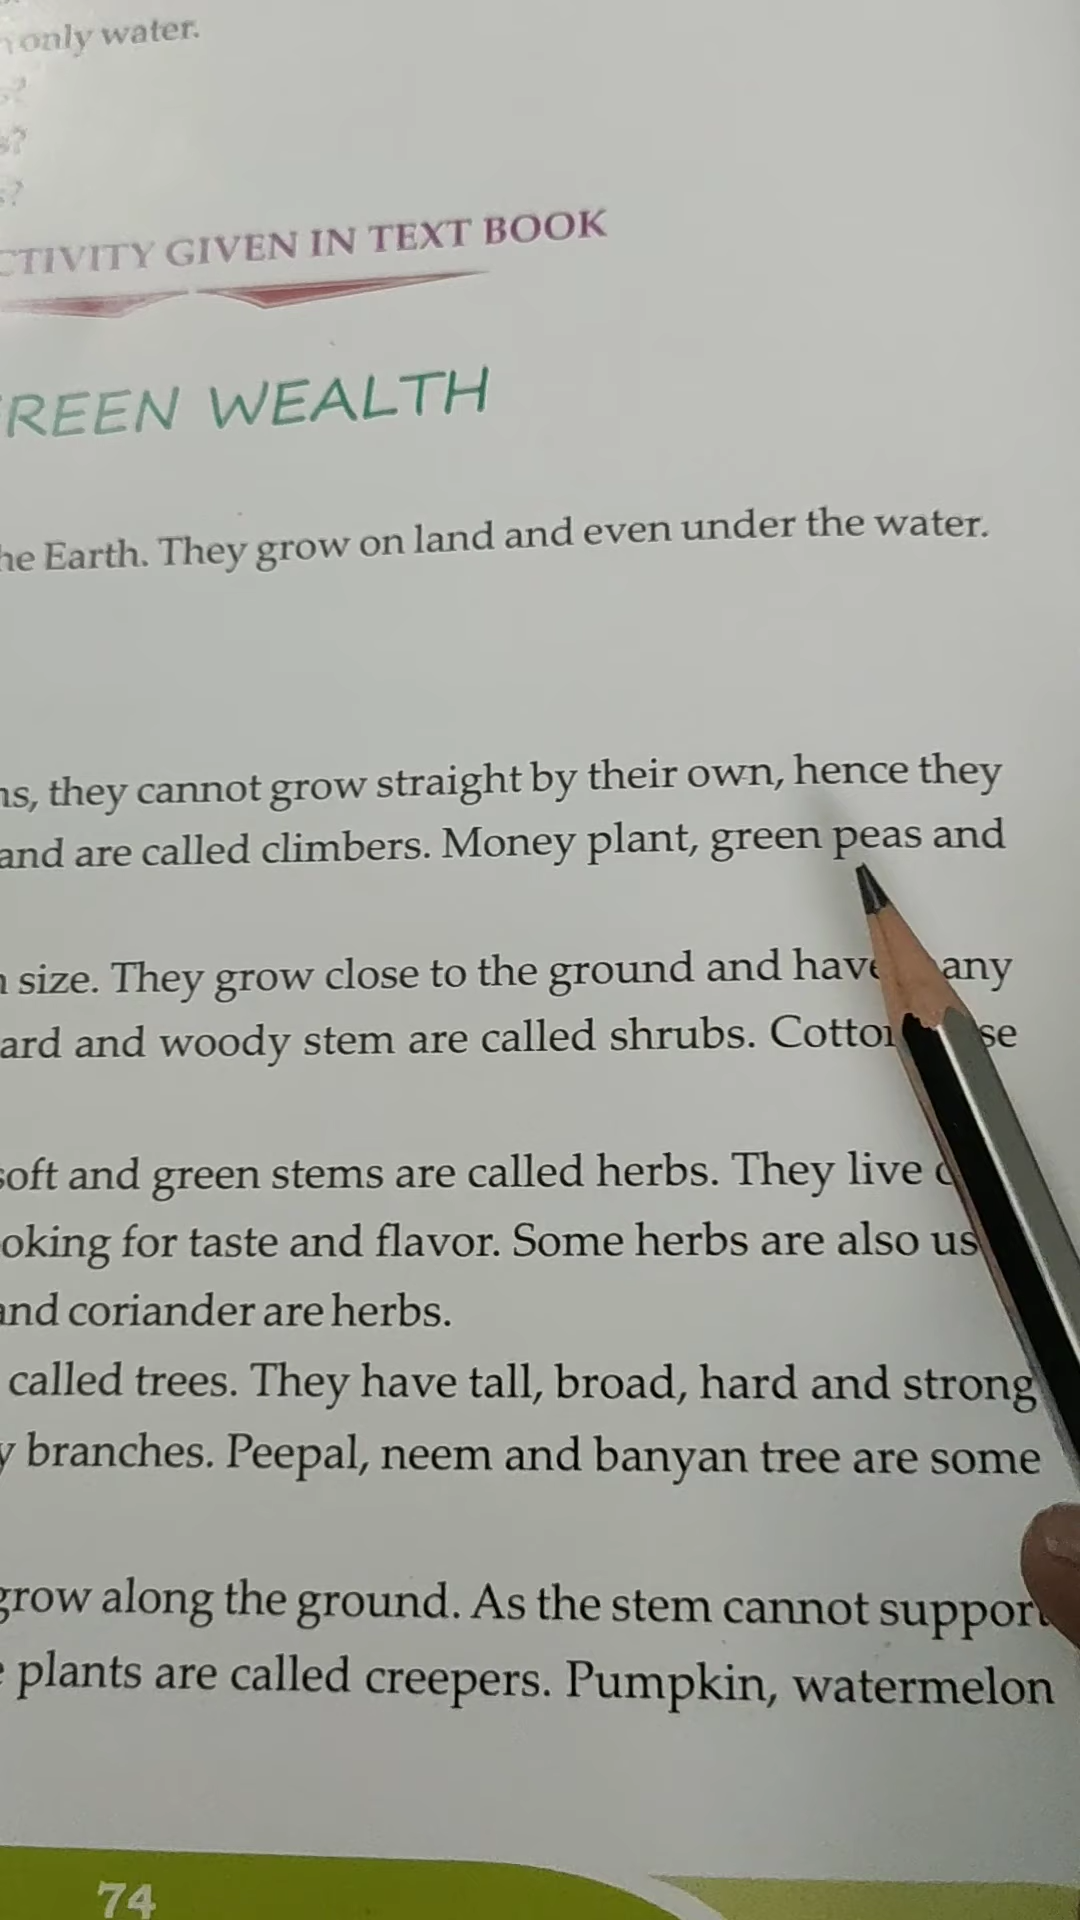 only water.
CTIVITY GIVEN IN TEXT BOOK
REEN WEALTH
he Earth. They grow on land and even under the water.
ns, they cannot grow straight by their own, hence they
and are called climbers. Money plant, green peas and
size. They grow close to the ground and have any
ard and woody stem are called shrubs. Cotton se
soft and green stems are called herbs. They live
oking for taste and flavor. Some herbs are also us
and coriander are herbs.
called trees. They have tall, broad, hard and strong
y branches. Peepal, neem and banyan tree are some
grow along the ground. As the stem cannot support
plants are called creepers. Pumpkin, watermelon
74